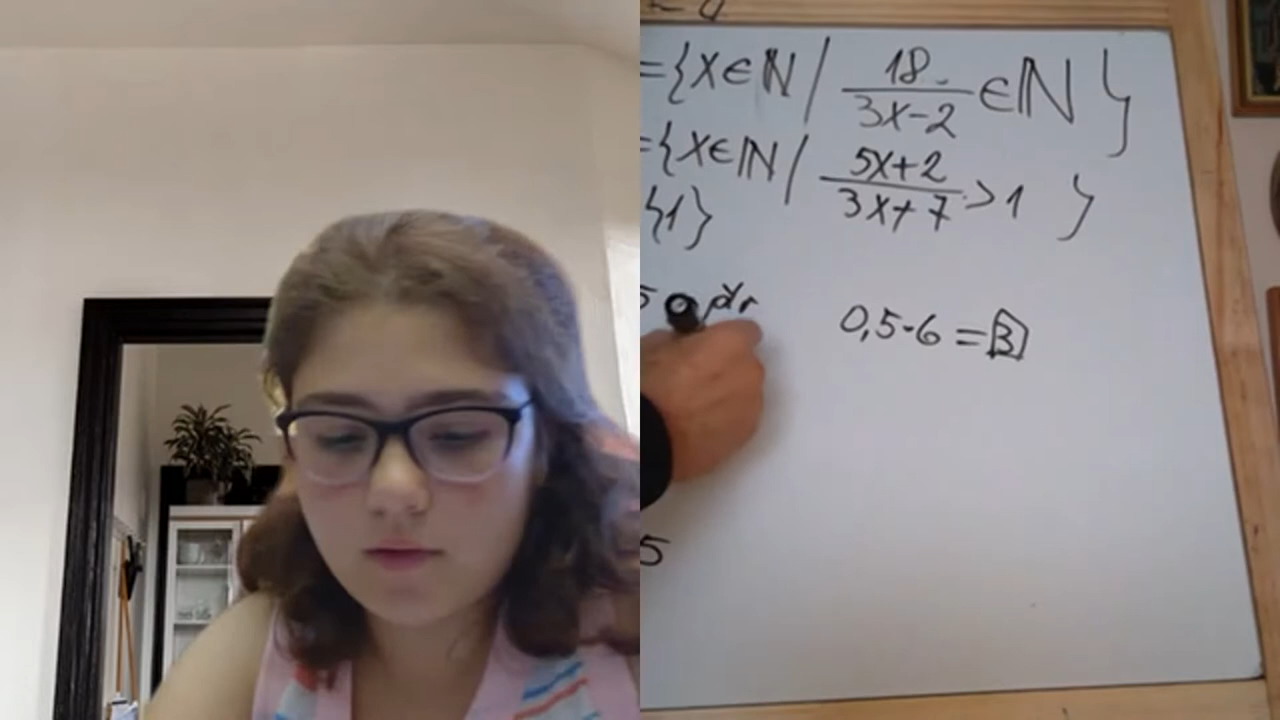 ={X∈ℕ / 18/(3X-2) ∈ℕ }
={X∈ℕ / (5X+2)/(3X+7) >1 }
{1}
0,5·6 =3
5